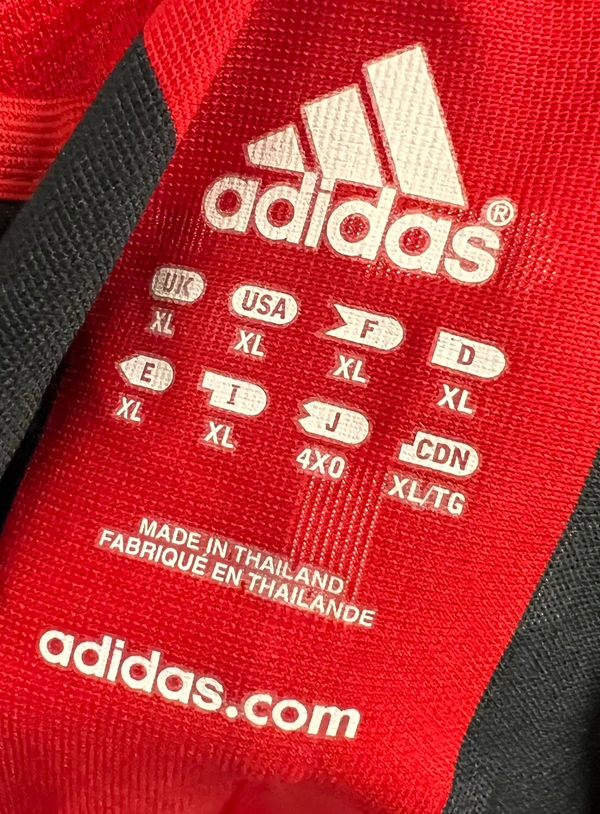 adidas®
UK USA F D
XL XL XL XL
E I J CDN
XL XL 4XO XL/TG
MADE IN THAILAND
FABRIQUÉ EN THAILANDE
adidas.com